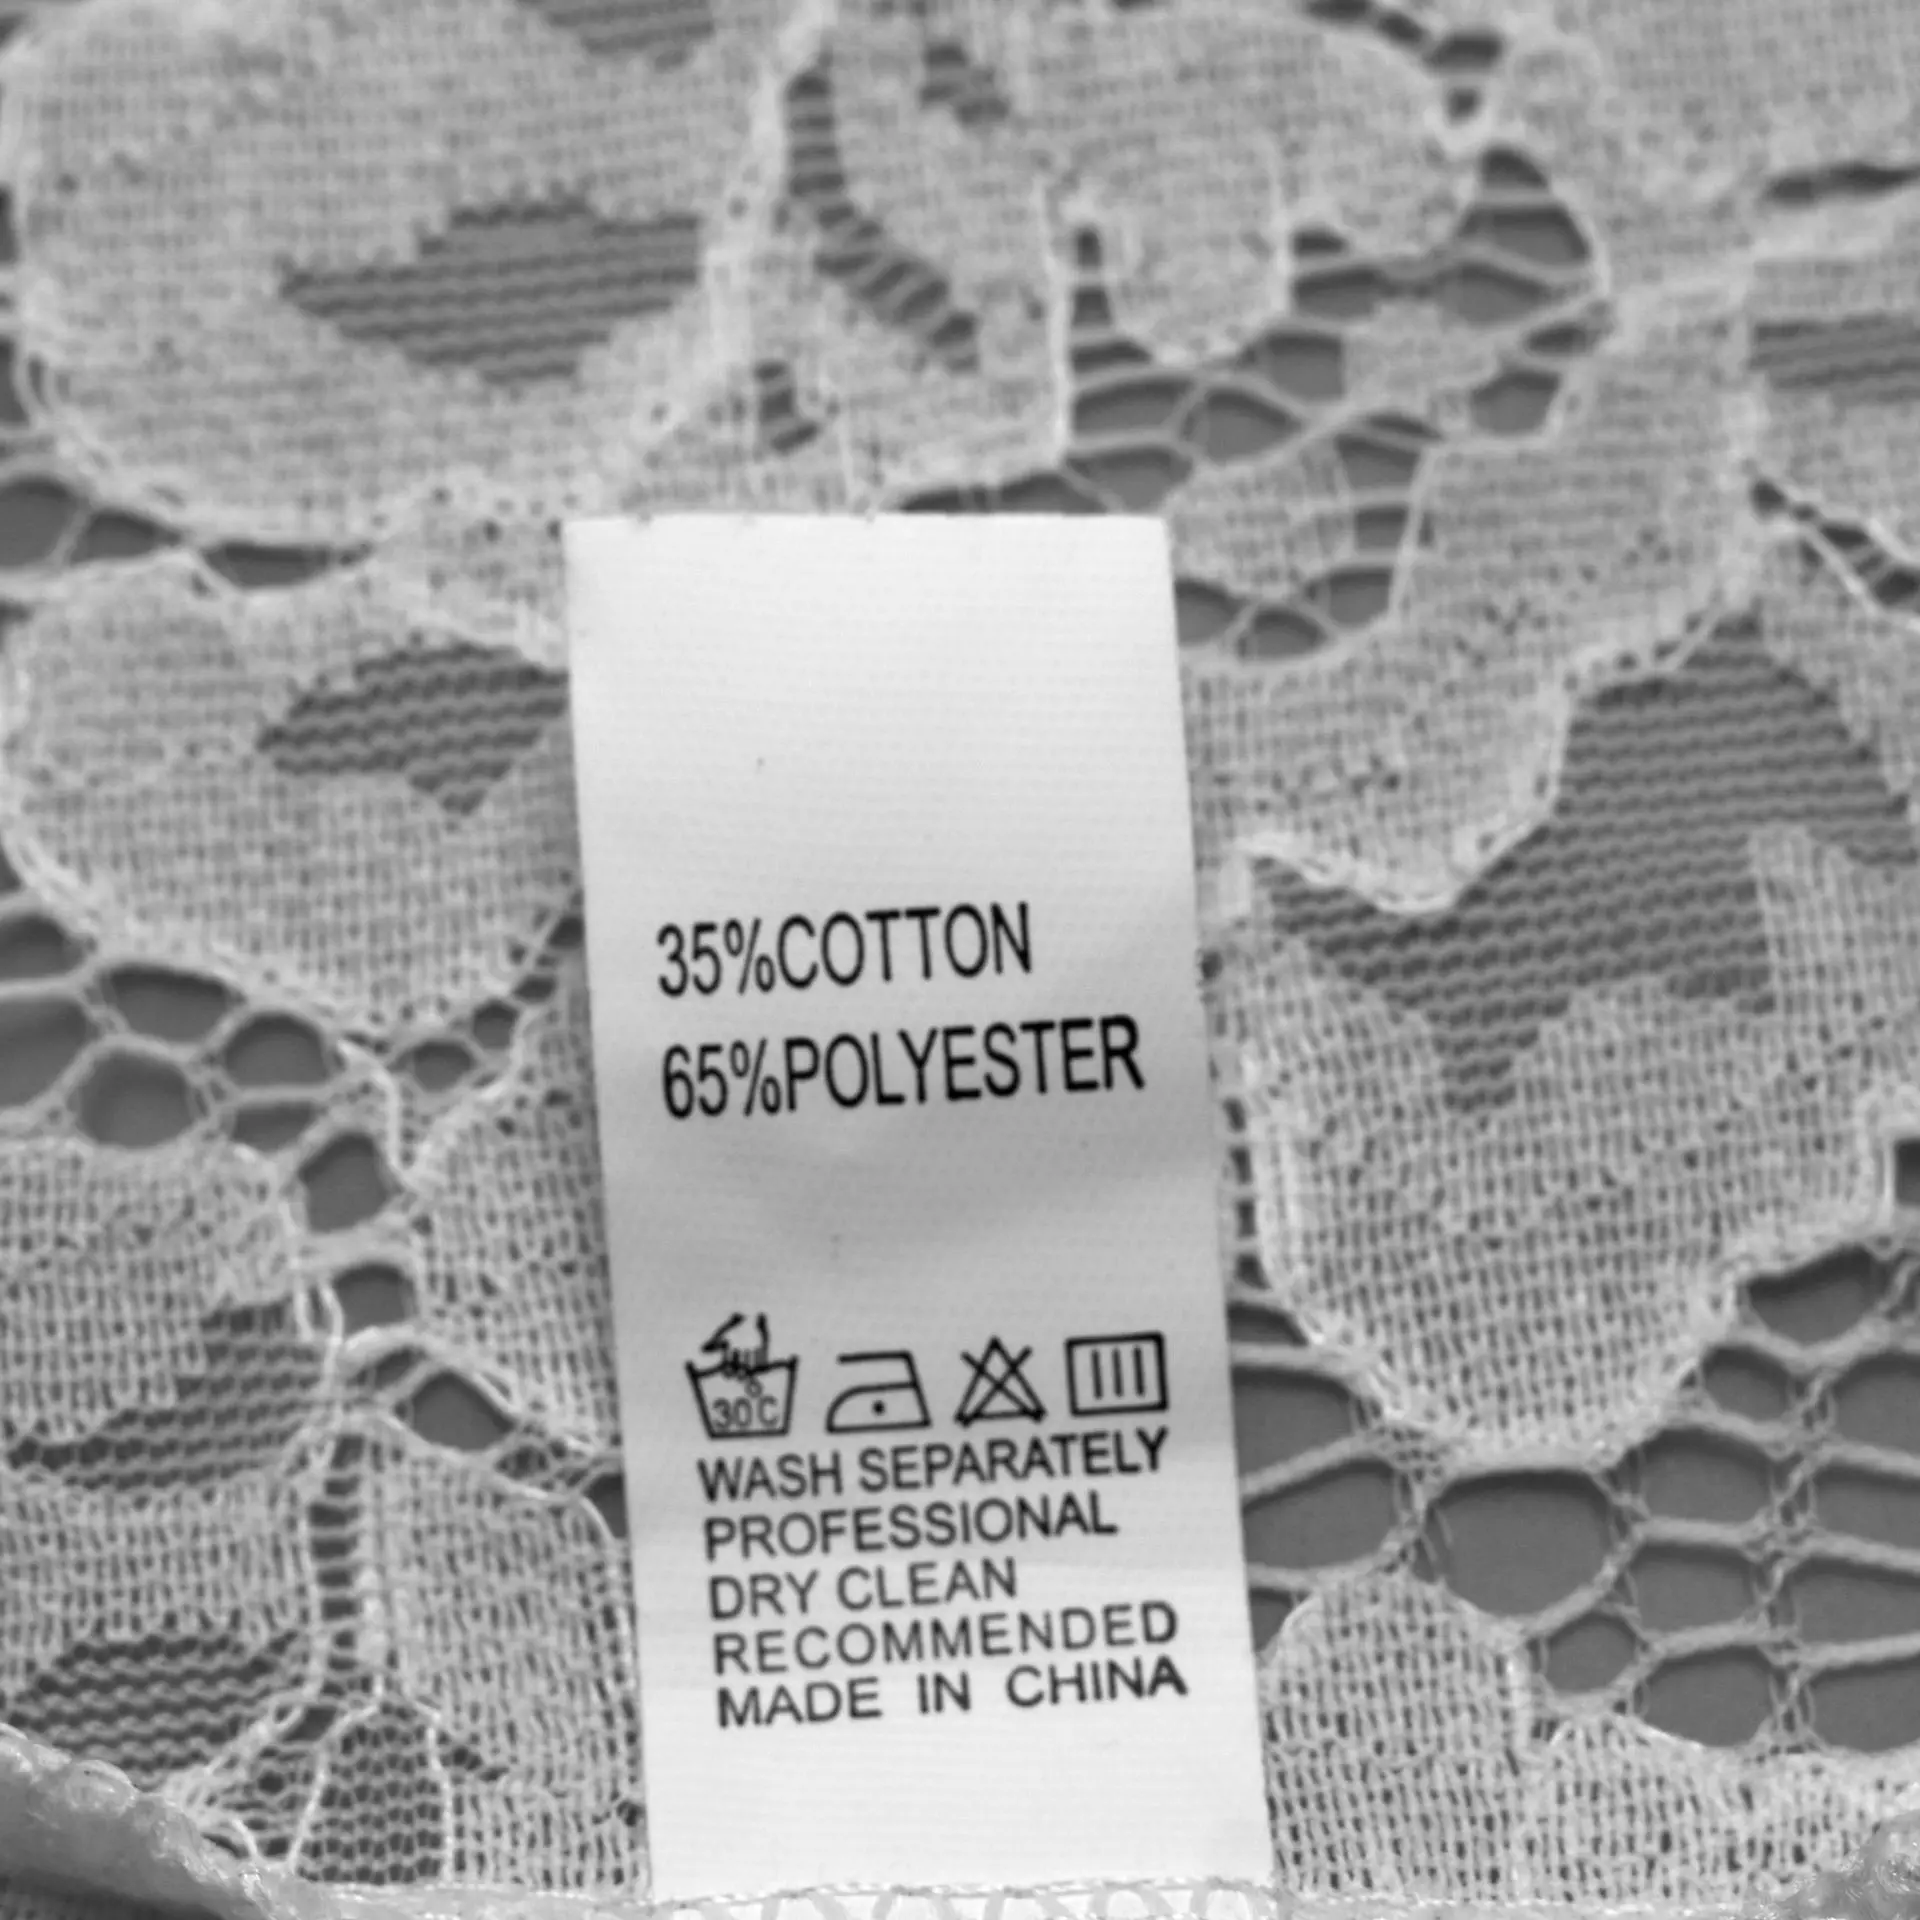 35%COTTON
65%POLYESTER
30°C
WASH SEPARATELY
PROFESSIONAL
DRY CLEAN
RECOMMENDED
MADE IN CHINA